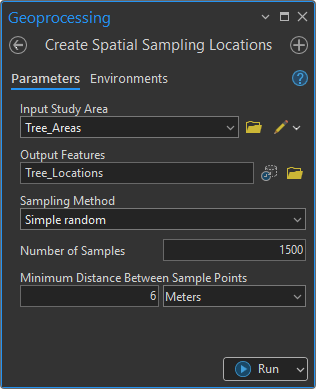 Geoprocessing
Create Spatial Sampling Locations
Parameters Environments
Input Study Area
Tree_Areas
Output Features
Tree_Locations
Sampling Method
Simple random
Number of Samples 1500
Minimum Distance Between Sample Points
6 Meters
Run